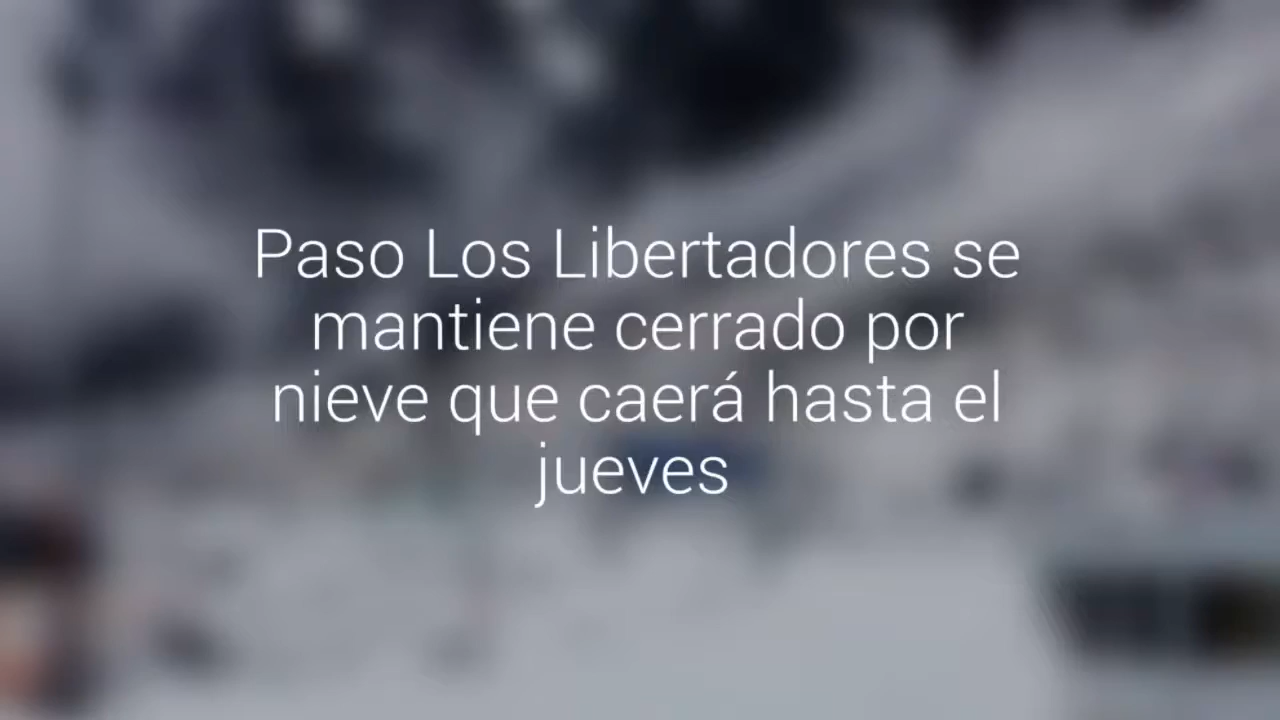 Paso Los Libertadores se
mantiene cerrado por
nieve que caerá hasta el
jueves